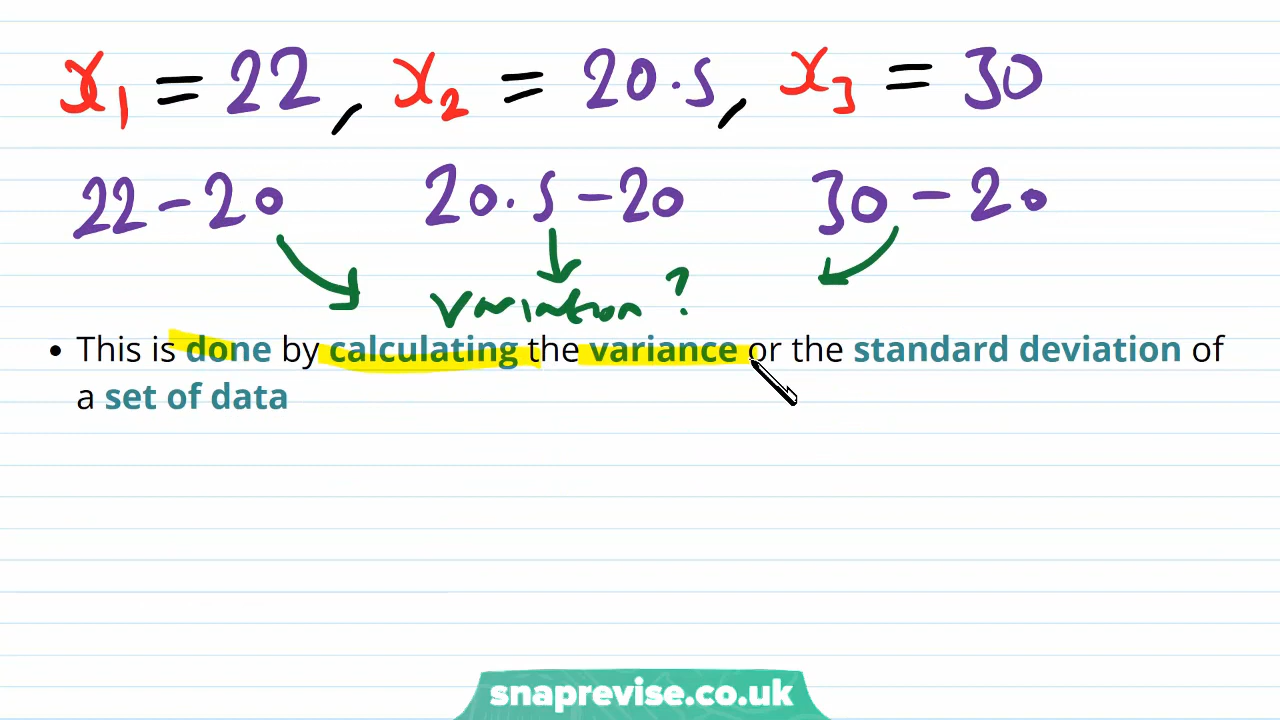 x₁ = 22, x₂ = 20.5, x₃ = 30
22 - 20 20.5 - 20 30 - 20
variation?
• This is done by calculating the variance or the standard deviation of
a set of data
snaprevise.co.uk